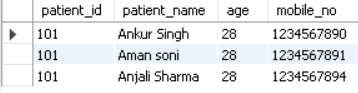 patient_id patient_name age mobile_no
101 Ankur Singh 28 1234567890
101 Aman soni 28 1234567891
101 Anjali Sharma 28 1234567894